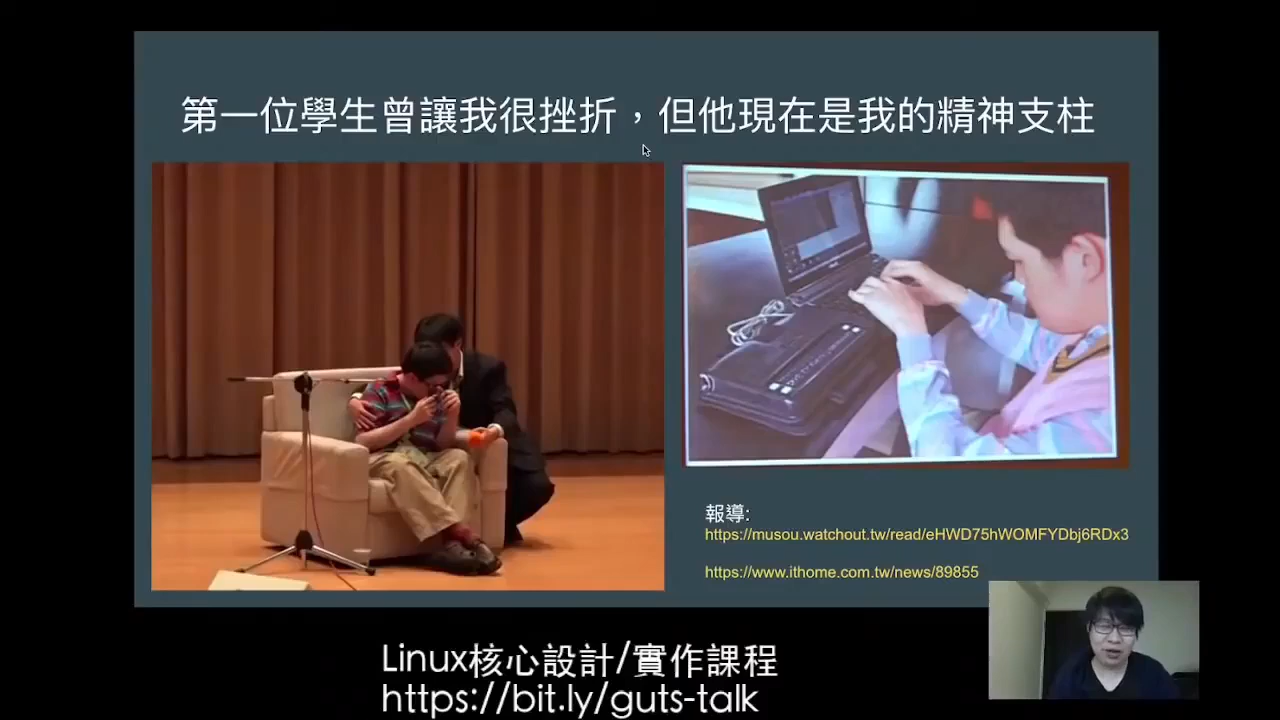 第一位學生曾讓我很挫折，但他現在是我的精神支柱
報導:
https://musou.watchout.tw/read/eHWD75hWOMFYDbj6RDx3
https://www.ithome.com.tw/news/89855
Linux核心設計/實作課程
https://bit.ly/guts-talk